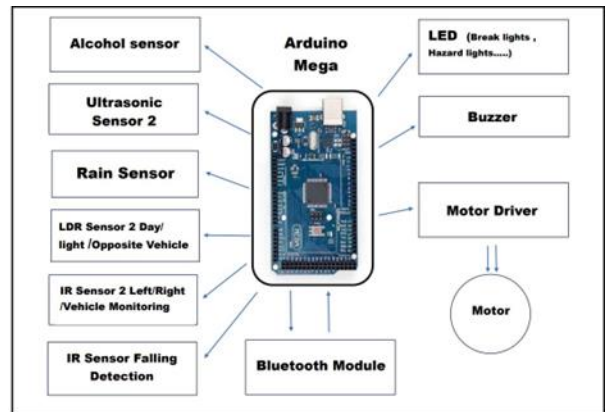 Alcohol sensor
Arduino
Mega
LED (Break lights ,
Hazard lights.....)
Ultrasonic
Sensor 2
Buzzer
Rain Sensor
LDR Sensor 2 Day/
light /Opposite Vehicle
Motor Driver
IR Sensor 2 Left/Right
/Vehicle Monitoring
Motor
IR Sensor Falling
Detection
Bluetooth Module